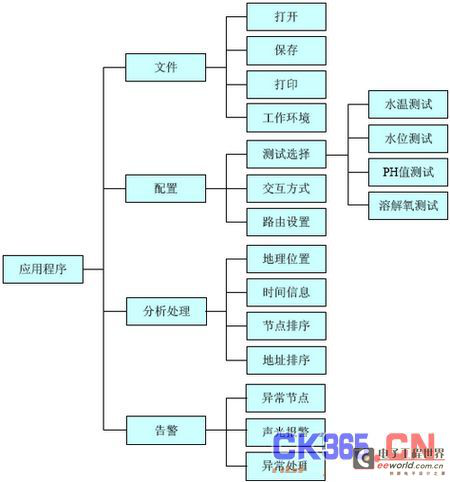 打开
保存
文件
打印
工作环境
水温测试
测试选择
水位测试
配置
交互方式
PH值测试
路由设置
溶解氧测试
应用程序
地理位置
时间信息
分析处理
节点排序
地址排序
异常节点
告警
声光报警
异常处理
CK365.CN
电子工程世界
eeworld.com.cn